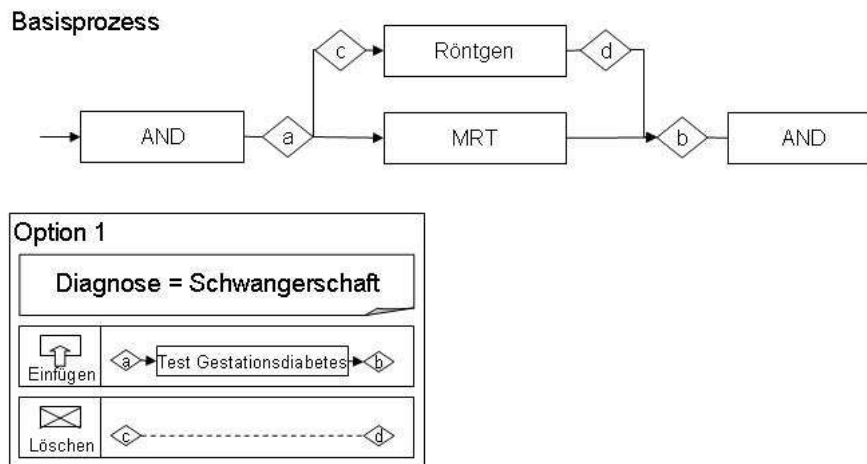 Basisprozess
c
Röntgen
d
AND
a
MRT
b
AND
Option 1
Diagnose = Schwangerschaft
Einfügen
a
Test Gestationsdiabetes
b
Löschen
c
d